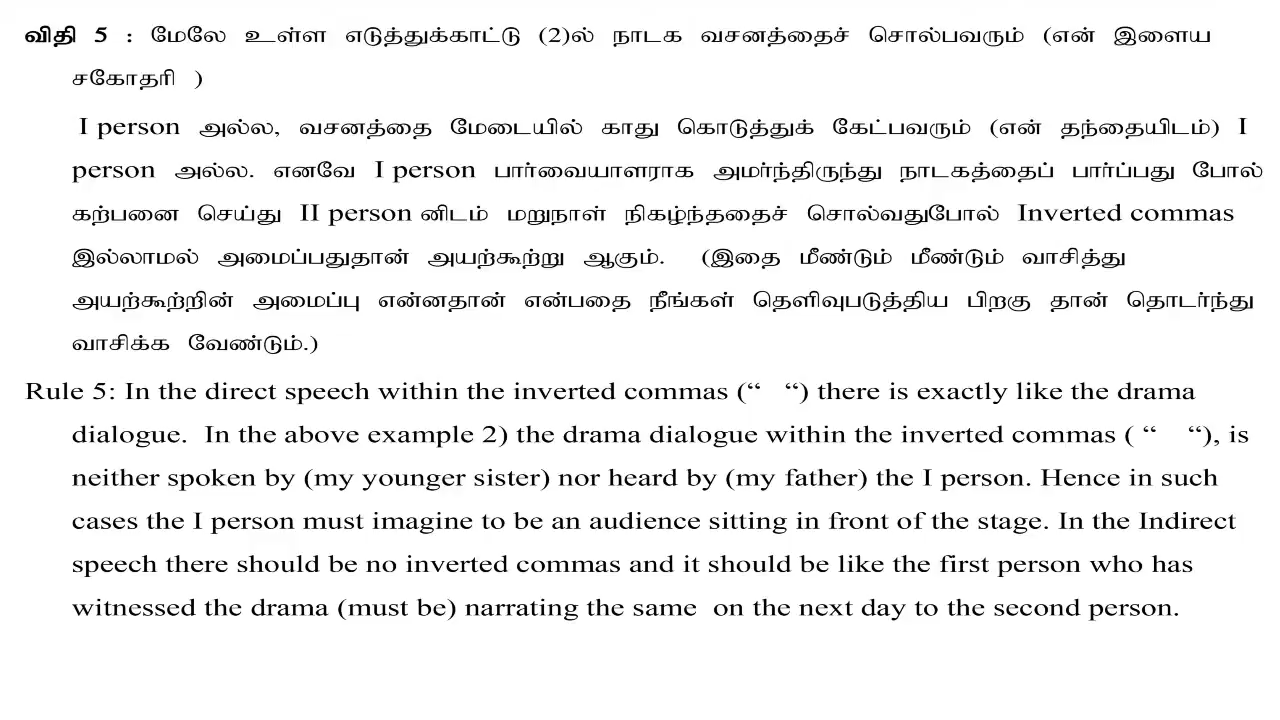 விதி 5 : மேலே உள்ள எடுத்துக்காட்டு (2)ல் நாடக வசனத்தைச் சொல்பவரும் (என் இளைய
சகோதரி )
I person அல்ல, வசனத்தை மேடையில் காது கொடுத்துக் கேட்பவரும் (என் தந்தையிடம்) I
person அல்ல. எனவே I person பார்வையாளராக அமர்ந்திருந்து நாடகத்தைப் பார்ப்பது போல்
கற்பனை செய்து II person னிடம் மறுநாள் நிகழ்ந்ததைச் சொல்வதுபோல் Inverted commas
இல்லாமல் அமைப்பதுதான் அயற்கூற்று ஆகும். (இதை மீண்டும் மீண்டும் வாசித்து
அயற்கூற்றின் அமைப்பு என்னதான் என்பதை நீங்கள் தெளிவுபடுத்திய பிறகு தான் தொடர்ந்து
வாசிக்க வேண்டும்.)
Rule 5: In the direct speech within the inverted commas (“ “) there is exactly like the drama
dialogue. In the above example 2) the drama dialogue within the inverted commas ( “ “), is
neither spoken by (my younger sister) nor heard by (my father) the I person. Hence in such
cases the I person must imagine to be an audience sitting in front of the stage. In the Indirect
speech there should be no inverted commas and it should be like the first person who has
witnessed the drama (must be) narrating the same on the next day to the second person.